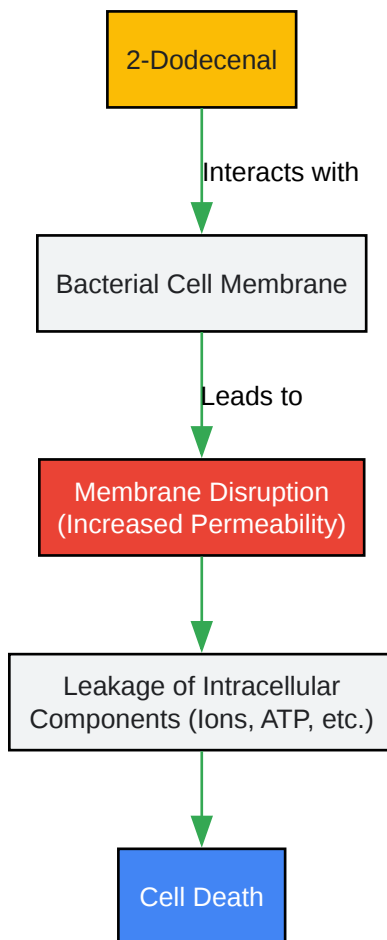 2-Dodecenal
Interacts with
Bacterial Cell Membrane
Leads to
Membrane Disruption
(Increased Permeability)
Leakage of Intracellular
Components (Ions, ATP, etc.)
Cell Death